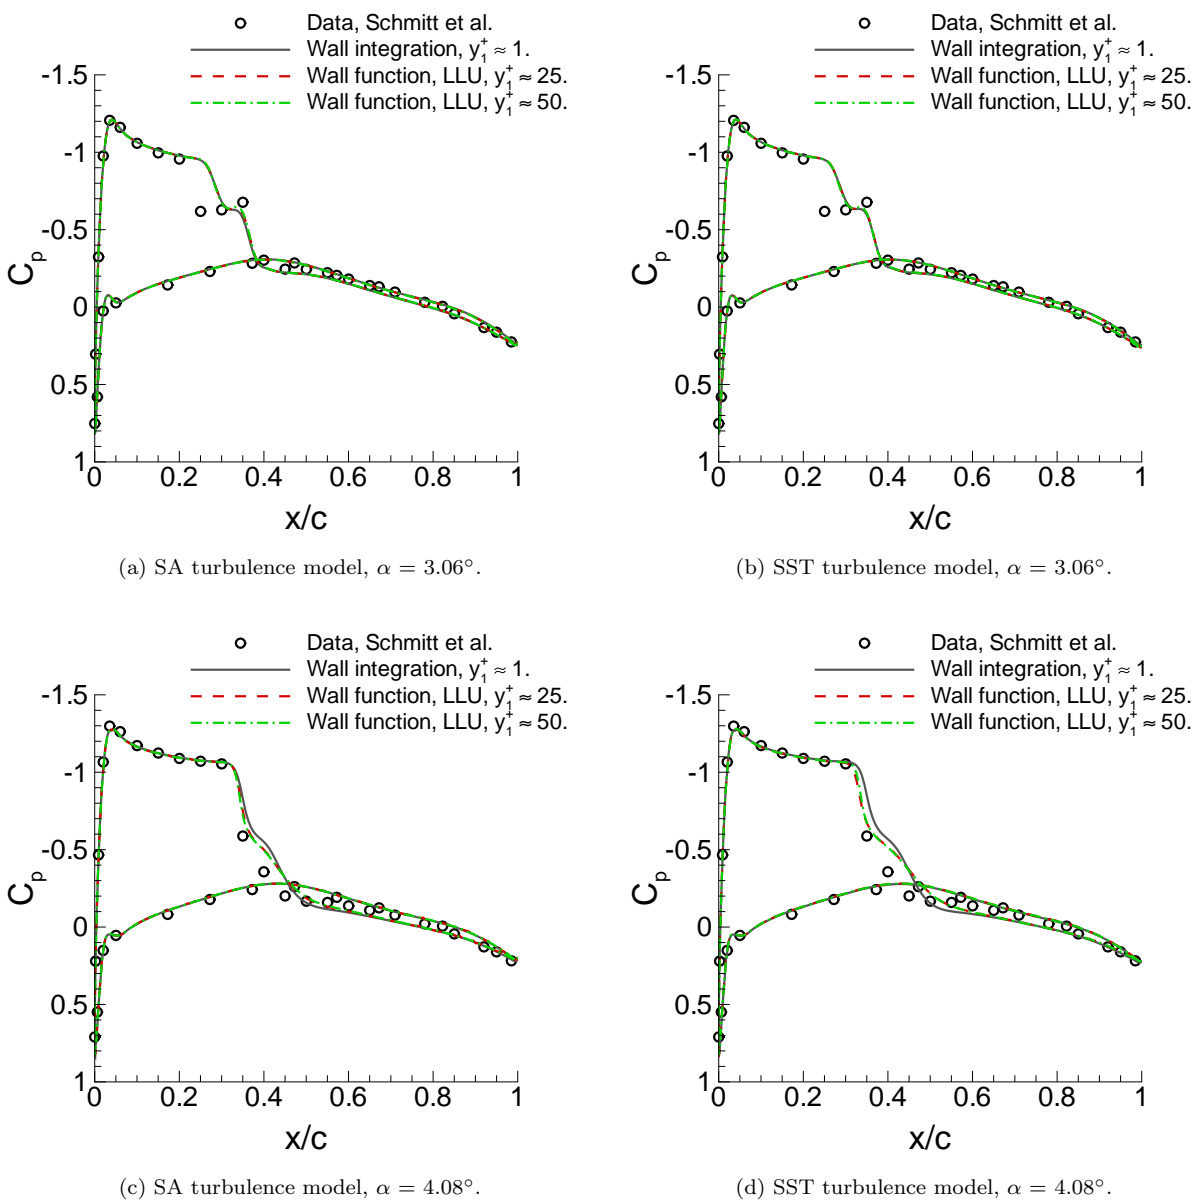 Data, Schmitt et al.
Wall integration, y₁⁺ ≈ 1.
Wall function, LLU, y₁⁺ ≈ 25.
Wall function, LLU, y₁⁺ ≈ 50.
-1.5
-1
-0.5
0
0.5
1
Cₚ
0 0.2 0.4 0.6 0.8 1
x/c
(a) SA turbulence model, α = 3.06°.
Data, Schmitt et al.
Wall integration, y₁⁺ ≈ 1.
Wall function, LLU, y₁⁺ ≈ 25.
Wall function, LLU, y₁⁺ ≈ 50.
-1.5
-1
-0.5
0
0.5
1
Cₚ
0 0.2 0.4 0.6 0.8 1
x/c
(b) SST turbulence model, α = 3.06°.
Data, Schmitt et al.
Wall integration, y₁⁺ ≈ 1.
Wall function, LLU, y₁⁺ ≈ 25.
Wall function, LLU, y₁⁺ ≈ 50.
-1.5
-1
-0.5
0
0.5
1
Cₚ
0 0.2 0.4 0.6 0.8 1
x/c
(c) SA turbulence model, α = 4.08°.
Data, Schmitt et al.
Wall integration, y₁⁺ ≈ 1.
Wall function, LLU, y₁⁺ ≈ 25.
Wall function, LLU, y₁⁺ ≈ 50.
-1.5
-1
-0.5
0
0.5
1
Cₚ
0 0.2 0.4 0.6 0.8 1
x/c
(d) SST turbulence model, α = 4.08°.